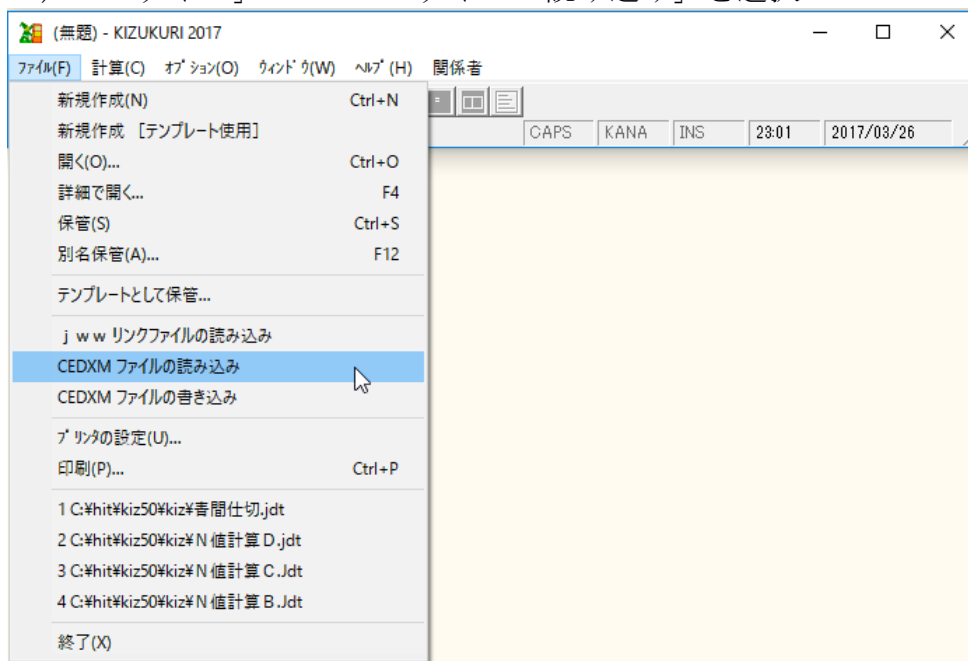 (無題) - KIZUKURI 2017
ﾌｧｲﾙ(F) 計算(C) ｵﾌﾟｼｮﾝ(O) ｳｨﾝﾄﾞｳ(W) ﾍﾙﾌﾟ(H) 関係者
新規作成(N) Ctrl+N
新規作成 ［テンプレート使用］
CAPS KANA INS 23:01 2017/03/26
開く(O)... Ctrl+O
詳細で開く... F4
保管(S) Ctrl+S
別名保管(A)... F12
テンプレートとして保管...
ｊｗｗ リンクファイルの読み込み
CEDXM ファイルの読み込み
CEDXM ファイルの書き込み
ﾌﾟﾘﾝﾀの設定(U)...
印刷(P)... Ctrl+P
1 C:¥hit¥kiz50¥kiz¥書間仕切.jdt
2 C:¥hit¥kiz50¥kiz¥Ｎ値計算Ｄ.jdt
3 C:¥hit¥kiz50¥kiz¥Ｎ値計算Ｃ.Jdt
4 C:¥hit¥kiz50¥kiz¥Ｎ値計算Ｂ.Jdt
終了(X)